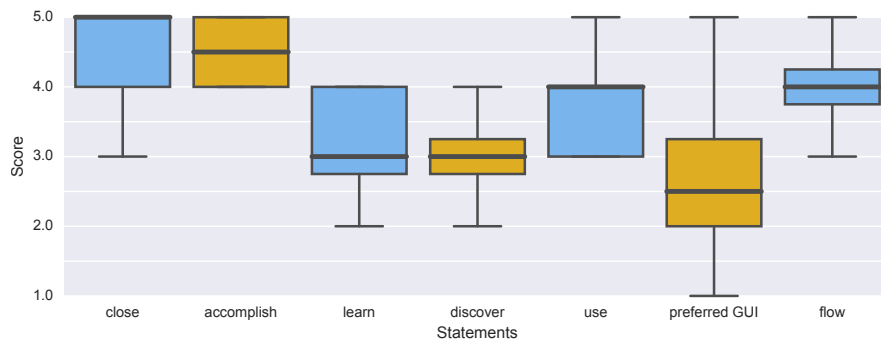 5.0
4.0
3.0
2.0
1.0
Score
close accomplish learn discover use preferred GUI flow
Statements